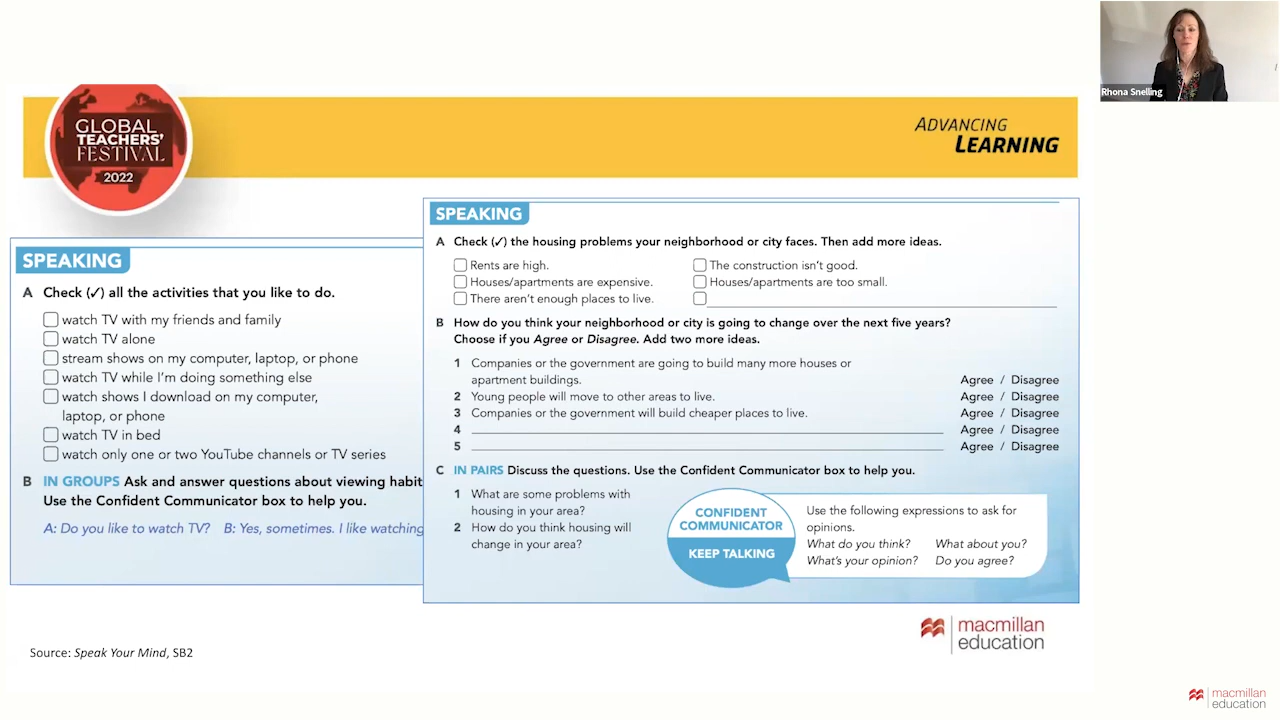 Rhona Snelling
GLOBAL
TEACHERS'
FESTIVAL
2022
ADVANCING
LEARNING
SPEAKING
A Check (✓) all the activities that you like to do.
watch TV with my friends and family
watch TV alone
stream shows on my computer, laptop, or phone
watch TV while I'm doing something else
watch shows I download on my computer,
laptop, or phone
watch TV in bed
watch only one or two YouTube channels or TV series
B IN GROUPS Ask and answer questions about viewing habit
Use the Confident Communicator box to help you.
A: Do you like to watch TV? B: Yes, sometimes. I like watching
SPEAKING
A Check (✓) the housing problems your neighborhood or city faces. Then add more ideas.
Rents are high. The construction isn't good.
Houses/apartments are expensive. Houses/apartments are too small.
There aren't enough places to live.
B How do you think your neighborhood or city is going to change over the next five years?
Choose if you Agree or Disagree. Add two more ideas.
1 Companies or the government are going to build many more houses or
apartment buildings. Agree / Disagree
2 Young people will move to other areas to live. Agree / Disagree
3 Companies or the government will build cheaper places to live. Agree / Disagree
4 Agree / Disagree
5 Agree / Disagree
C IN PAIRS Discuss the questions. Use the Confident Communicator box to help you.
1 What are some problems with
housing in your area?
2 How do you think housing will
change in your area?
CONFIDENT
COMMUNICATOR
KEEP TALKING
Use the following expressions to ask for
opinions.
What do you think? What about you?
What's your opinion? Do you agree?
macmillan
education
Source: Speak Your Mind, SB2
macmillan
education